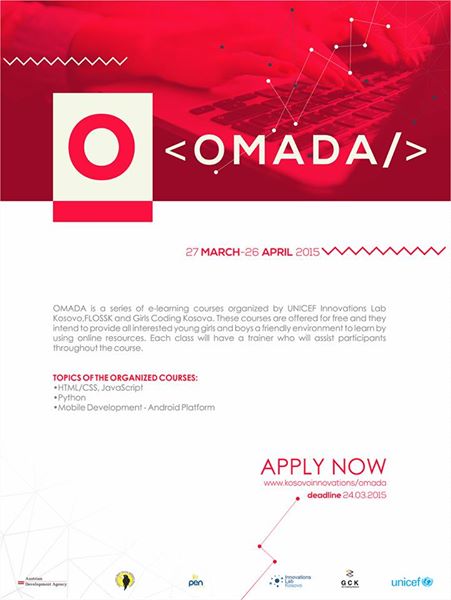 O
<OMADA/>
27 MARCH-26 APRIL 2015
OMADA is a series of e-learning courses organized by UNICEF Innovations Lab
Kosovo,FLOSSK and Girls Coding Kosova. These courses are offered for free and they
intend to provide all interested young girls and boys a friendly environment to learn by
using online resources. Each class will have a trainer who will assist participants
throughout the course.
TOPICS OF THE ORGANIZED COURSES:
•HTML/CSS, JavaScript
•Python
•Mobile Development - Android Platform
APPLY NOW
www.kosovoinnovations/omada
deadline 24.03.2015
Austrian
Development Agency
pen
Innovations
Lab
Kosovo
GCK
unicef